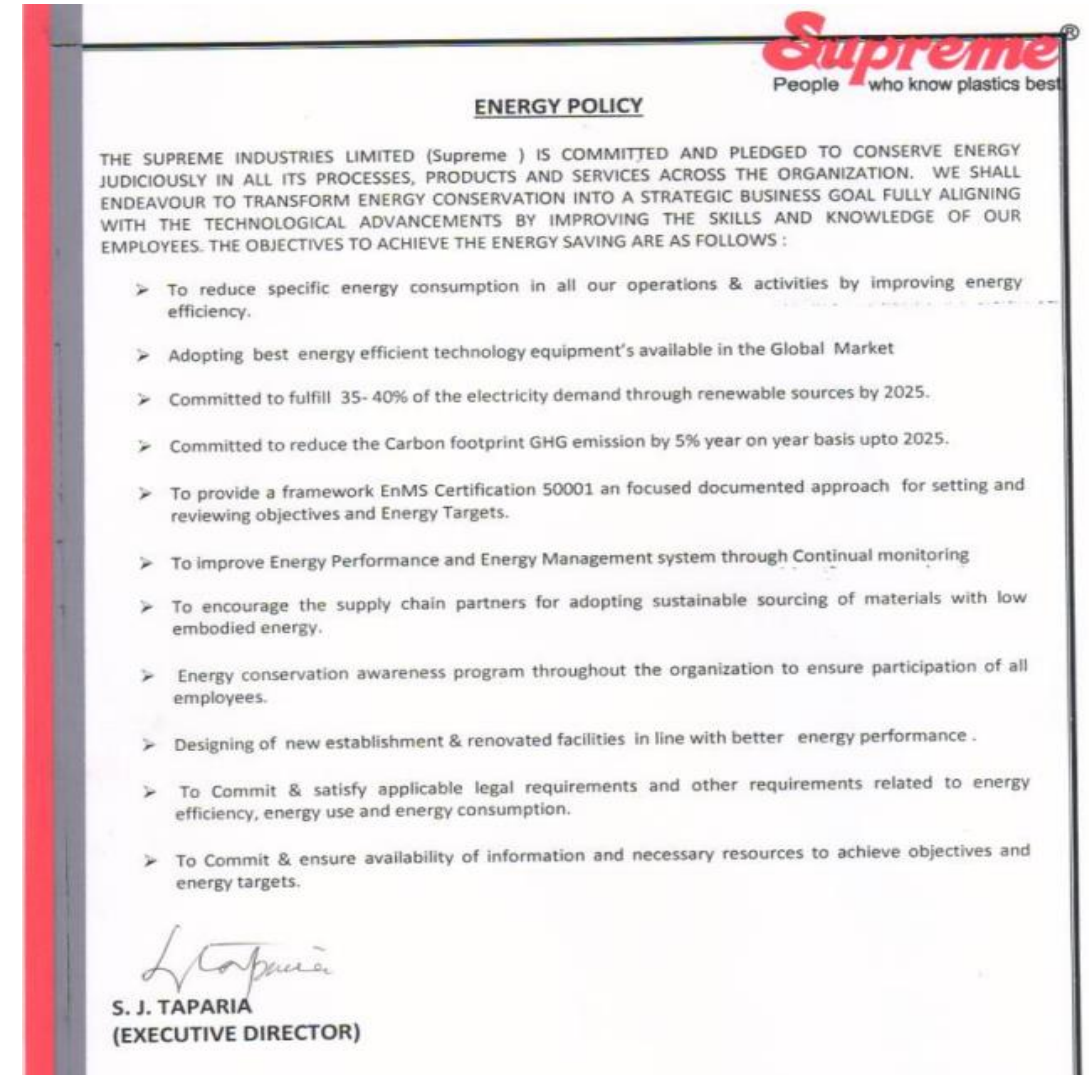 Supreme®
People who know plastics best
ENERGY POLICY
THE SUPREME INDUSTRIES LIMITED (Supreme ) IS COMMITTED AND PLEDGED TO CONSERVE ENERGY
JUDICIOUSLY IN ALL ITS PROCESSES, PRODUCTS AND SERVICES ACROSS THE ORGANIZATION. WE SHALL
ENDEAVOUR TO TRANSFORM ENERGY CONSERVATION INTO A STRATEGIC BUSINESS GOAL FULLY ALIGNING
WITH THE TECHNOLOGICAL ADVANCEMENTS BY IMPROVING THE SKILLS AND KNOWLEDGE OF OUR
EMPLOYEES. THE OBJECTIVES TO ACHIEVE THE ENERGY SAVING ARE AS FOLLOWS :
➢ To reduce specific energy consumption in all our operations & activities by improving energy
efficiency.
➢ Adopting best energy efficient technology equipment's available in the Global Market
➢ Committed to fulfill 35- 40% of the electricity demand through renewable sources by 2025.
➢ Committed to reduce the Carbon footprint GHG emission by 5% year on year basis upto 2025.
➢ To provide a framework EnMS Certification 50001 an focused documented approach for setting and
reviewing objectives and Energy Targets.
➢ To improve Energy Performance and Energy Management system through Continual monitoring
➢ To encourage the supply chain partners for adopting sustainable sourcing of materials with low
embodied energy.
➢ Energy conservation awareness program throughout the organization to ensure participation of all
employees.
➢ Designing of new establishment & renovated facilities in line with better energy performance .
➢ To Commit & satisfy applicable legal requirements and other requirements related to energy
efficiency, energy use and energy consumption.
➢ To Commit & ensure availability of information and necessary resources to achieve objectives and
energy targets.
S. J. TAPARIA
(EXECUTIVE DIRECTOR)